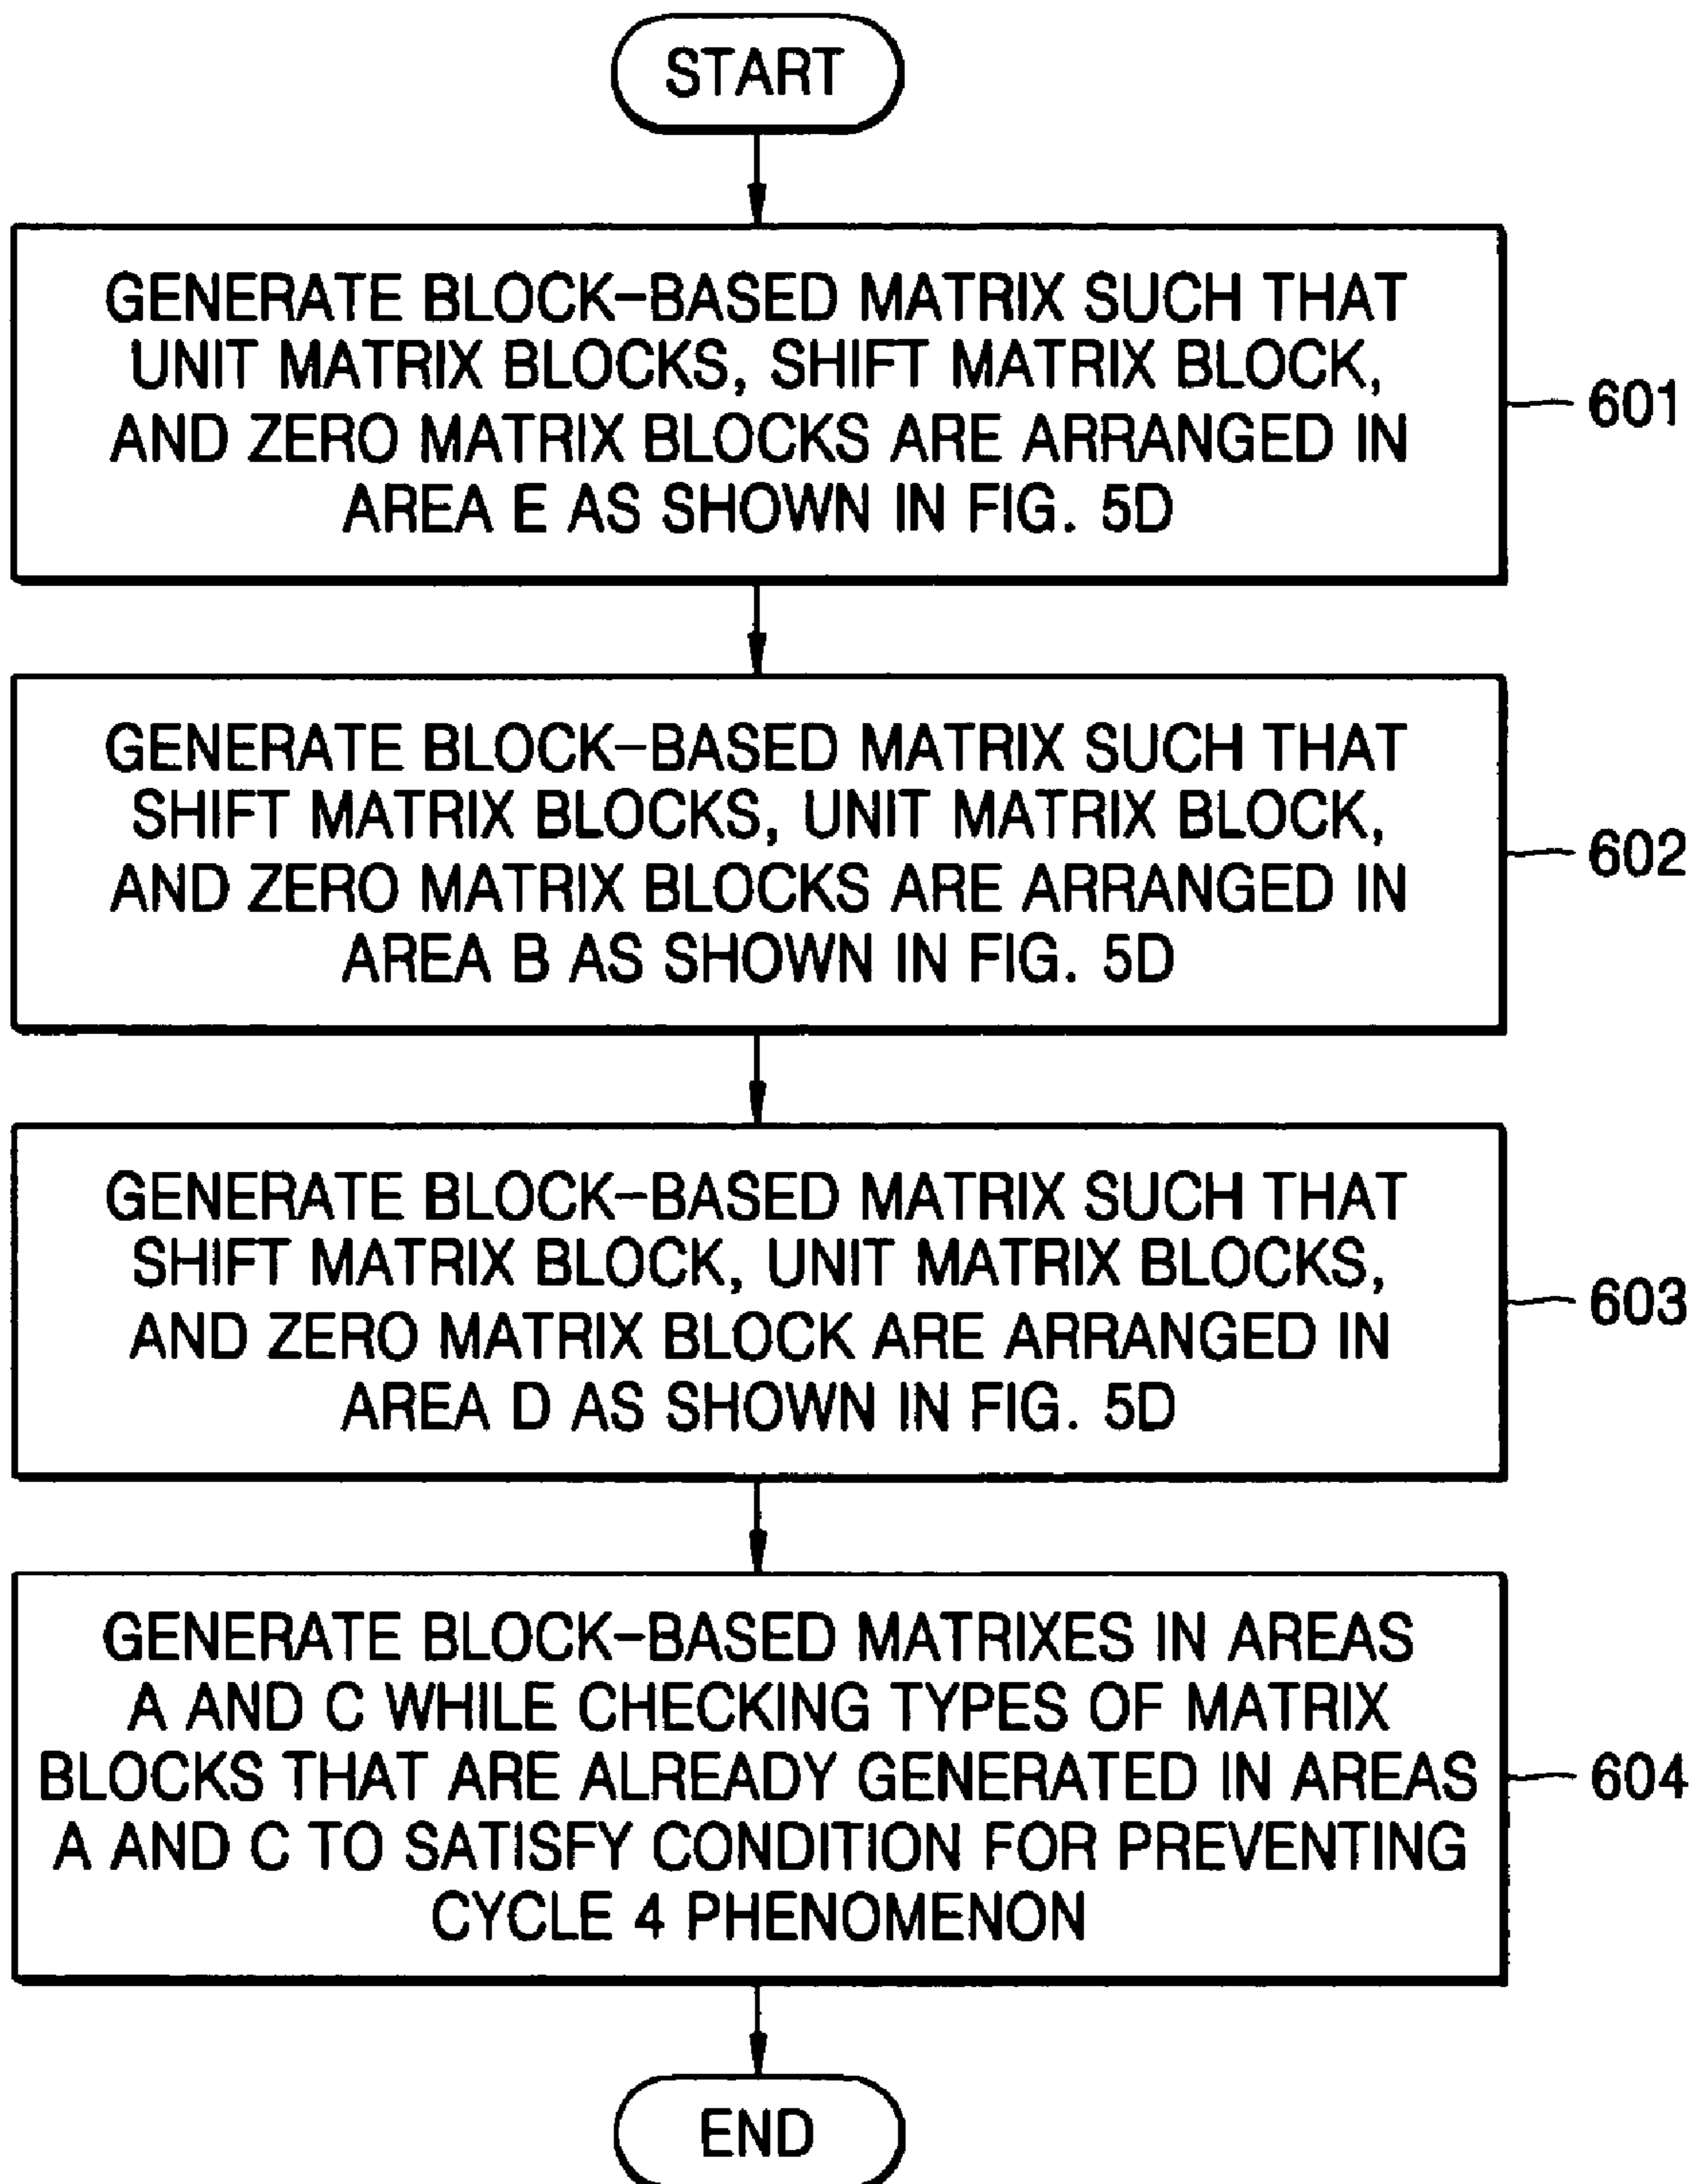 START
GENERATE BLOCK-BASED MATRIX SUCH THAT
UNIT MATRIX BLOCKS, SHIFT MATRIX BLOCK,
AND ZERO MATRIX BLOCKS ARE ARRANGED IN
AREA E AS SHOWN IN FIG. 5D
601
GENERATE BLOCK-BASED MATRIX SUCH THAT
SHIFT MATRIX BLOCKS, UNIT MATRIX BLOCK,
AND ZERO MATRIX BLOCKS ARE ARRANGED IN
AREA B AS SHOWN IN FIG. 5D
602
GENERATE BLOCK-BASED MATRIX SUCH THAT
SHIFT MATRIX BLOCK, UNIT MATRIX BLOCKS,
AND ZERO MATRIX BLOCK ARE ARRANGED IN
AREA D AS SHOWN IN FIG. 5D
603
GENERATE BLOCK-BASED MATRIXES IN AREAS
A AND C WHILE CHECKING TYPES OF MATRIX
BLOCKS THAT ARE ALREADY GENERATED IN AREAS
A AND C TO SATISFY CONDITION FOR PREVENTING
CYCLE 4 PHENOMENON
604
END